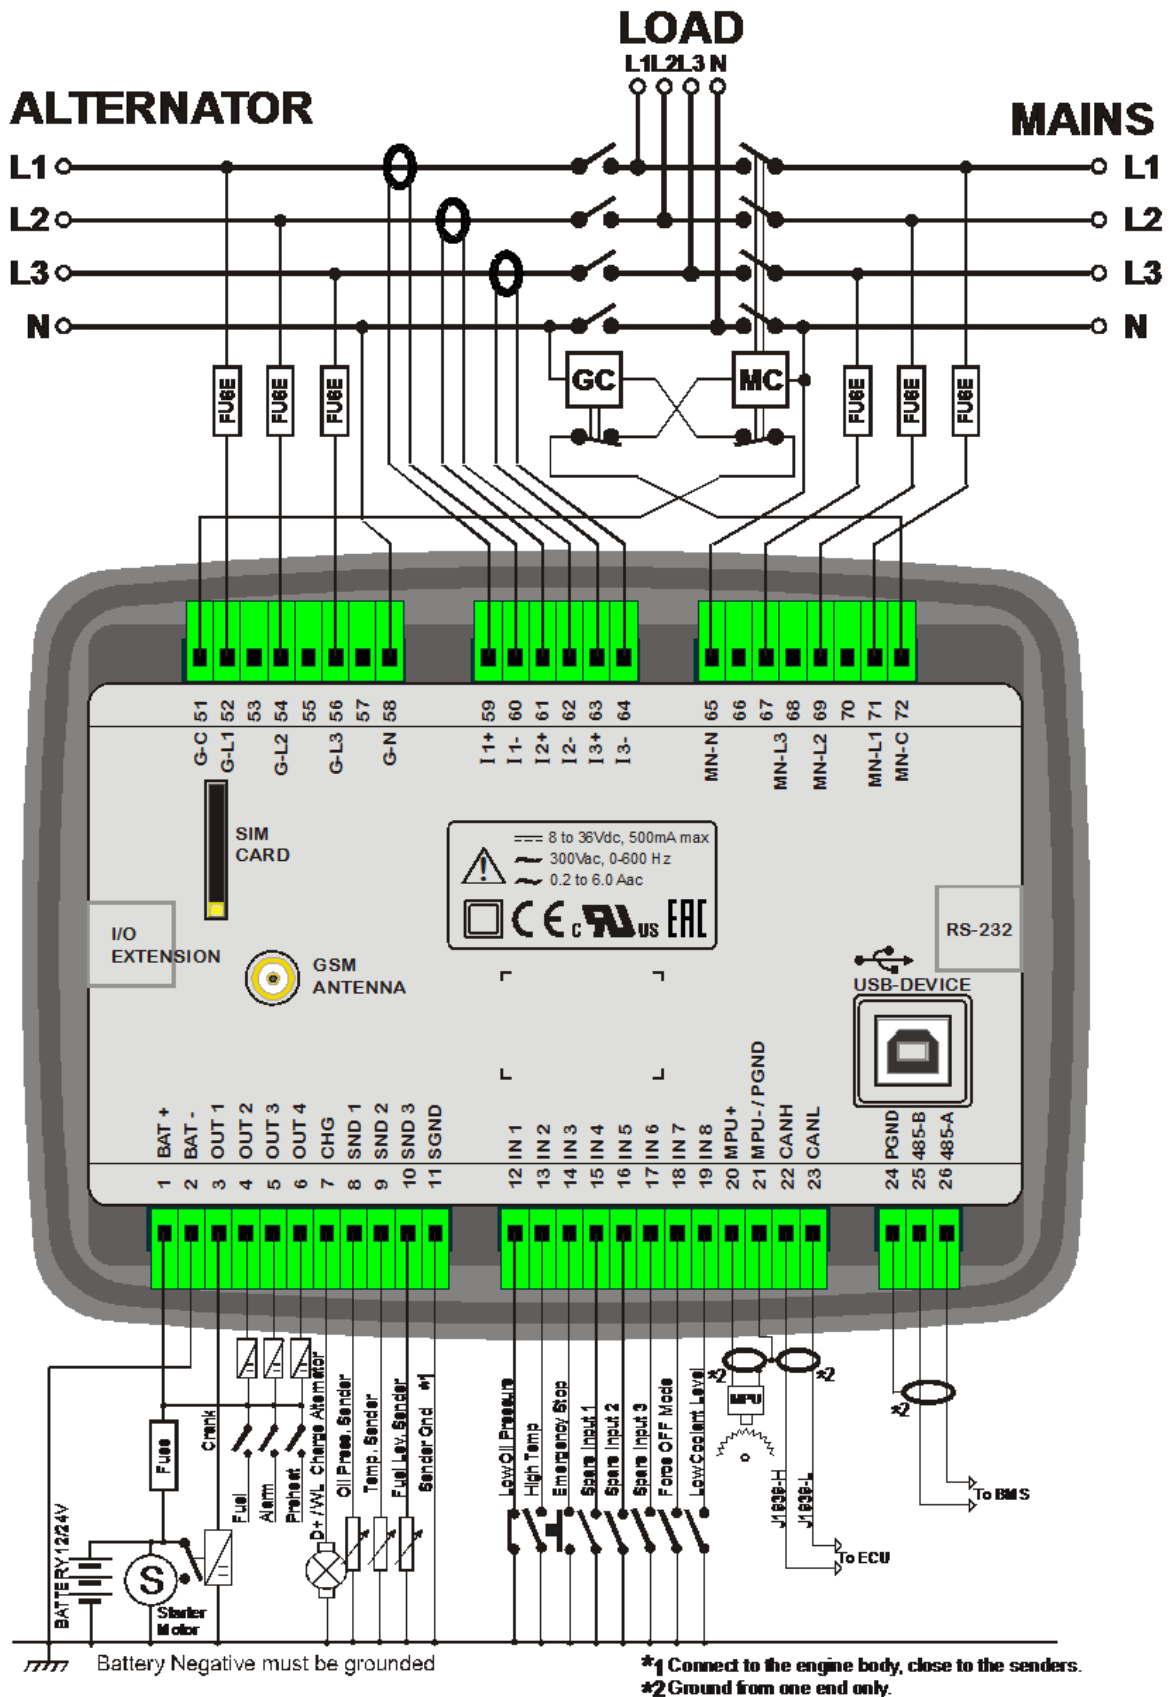 LOAD
L1 L2 L3 N
ALTERNATOR
MAINS
L1
L1
L2
L2
L3
L3
N
N
FUSE
FUSE
FUSE
GC
MC
FUSE
FUSE
FUSE
51 52 53 54 55 56 57 58
59 60 61 62 63 64
65 66 67 68 69 70 71 72
G-C
G-L1
G-L2
G-L3
G-N
I1+
I1-
I2+
I2-
I3+
I3-
MN-N
MN-L3
MN-L2
MN-L1
MN-C
SIM
CARD
8 to 36Vdc, 500mA max
300Vac, 0-600 Hz
0.2 to 6.0 Aac
CE c RU US EAC
I/O
EXTENSION
RS-232
GSM
ANTENNA
USB-DEVICE
BAT +
BAT -
OUT 1
OUT 2
OUT 3
OUT 4
CHG
SND 1
SND 2
SND 3
SGND
IN 1
IN 2
IN 3
IN 4
IN 5
IN 6
IN 7
IN 8
MPU+
MPU- / PGND
CANH
CANL
PGND
485-B
485-A
1 2 3 4 5 6 7 8 9 10 11
12 13 14 15 16 17 18 19 20 21 22 23
24 25 26
Fuse
Crank
Fuel
Alarm
Preheat
D+/WL Charge Alternator
Oil Press. Sender
Temp. Sender
Fuel Lev. Sender
Sender Gnd *1
Low Oil Pressure
High Temp
Emergency Stop
Spare Input 1
Spare Input 2
Spare Input 3
Force OFF Mode
Low Coolant Level
*2
MPU
*2
J1939-H
J1939-L
*2
To BMS
To ECU
BATTERY 12/24V
S
Starter
Motor
Battery Negative must be grounded
*1 Connect to the engine body, close to the senders.
*2 Ground from one end only.